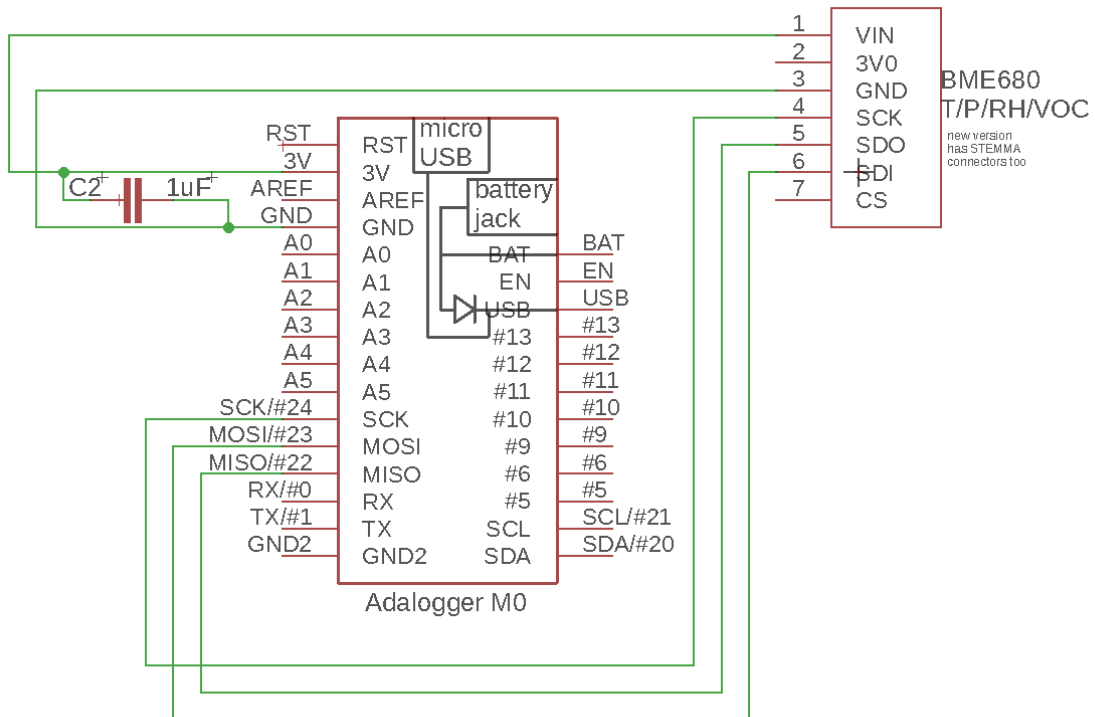 1
VIN
2
3V0
3
GND
4
SCK
5
SDO
6
SDI
7
CS
BME680
T/P/RH/VOC
new version
has STEMMA
connectors too
micro
USB
battery
jack
RST
RST
3V
3V
C2
1uF
AREF
AREF
GND
GND
A0
A0
A1
A1
A2
A2
A3
A3
A4
A4
A5
A5
SCK/#24
SCK
MOSI/#23
MOSI
MISO/#22
MISO
RX/#0
RX
TX/#1
TX
GND2
GND2
BAT
BAT
EN
EN
USB
USB
#13
#13
#12
#12
#11
#11
#10
#10
#9
#9
#6
#6
#5
#5
SCL
SCL/#21
SDA
SDA/#20
Adalogger M0